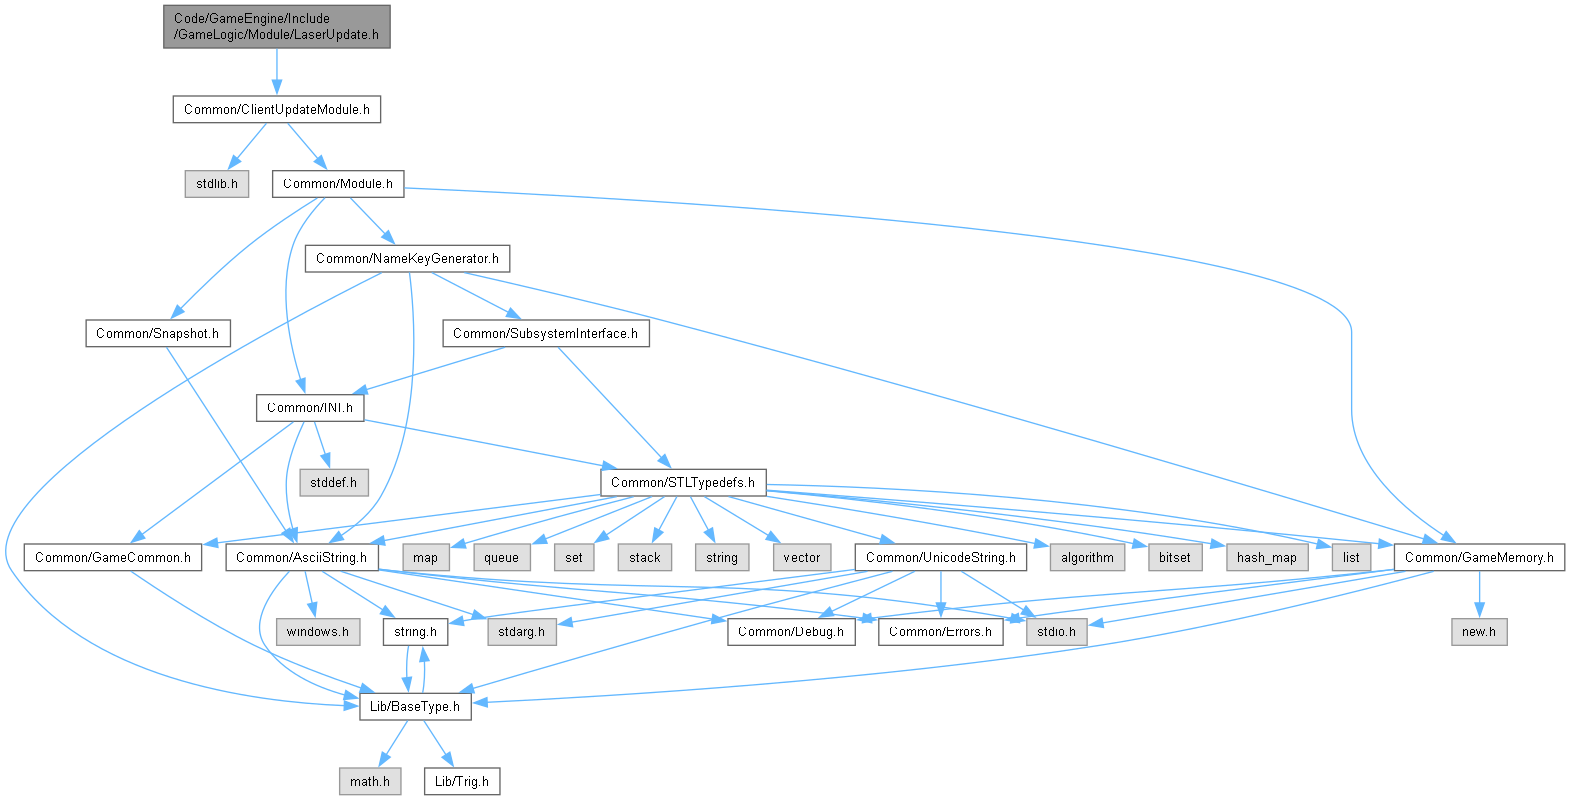 Code/GameEngine/Include
/GameLogic/Module/LaserUpdate.h
Common/ClientUpdateModule.h
stdlib.h
Common/Module.h
Common/NameKeyGenerator.h
Common/Snapshot.h
Common/SubsystemInterface.h
Common/INI.h
stddef.h
Common/STLTypedefs.h
Common/GameCommon.h
Common/AsciiString.h
map
queue
set
stack
string
vector
Common/UnicodeString.h
algorithm
bitset
hash_map
list
Common/GameMemory.h
windows.h
string.h
stdarg.h
Common/Debug.h
Common/Errors.h
stdio.h
new.h
Lib/BaseType.h
math.h
Lib/Trig.h